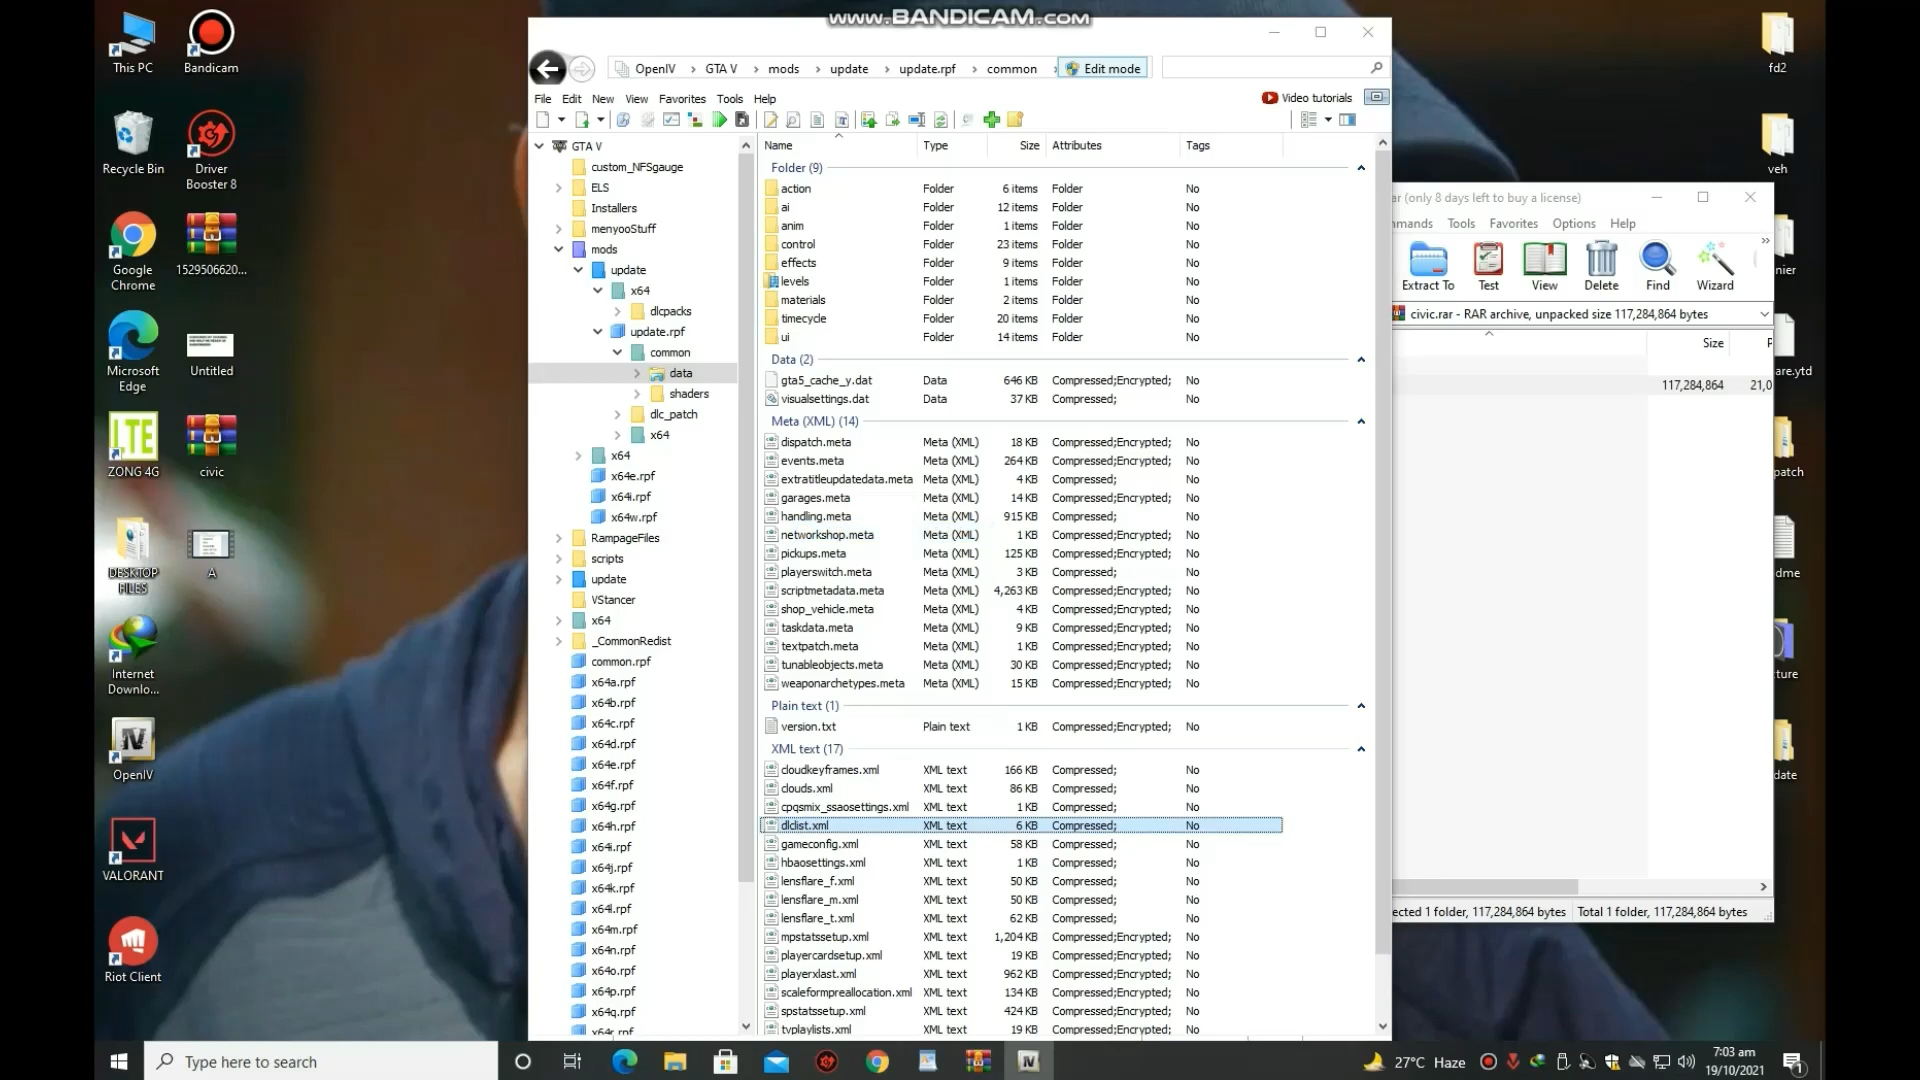 www.BANDICAM.com
This PC
Bandicam
Recycle Bin
Driver Booster 8
Google Chrome
1529506620...
Microsoft Edge
Untitled
LTE
ZONG 4G
civic
DESKTOP FILES
A
Internet Downlo...
OpenIV
VALORANT
Riot Client
OpenIV > GTA V > mods > update > update.rpf > common > Edit mode
File Edit New View Favorites Tools Help
Video tutorials
GTA V
custom_NFSgauge
ELS
Installers
menyooStuff
mods
update
x64
dlcpacks
update.rpf
common
data
shaders
dlc_patch
x64
x64
x64e.rpf
x64i.rpf
x64w.rpf
RampageFiles
scripts
update
VStancer
x64
_CommonRedist
common.rpf
x64a.rpf
x64b.rpf
x64c.rpf
x64d.rpf
x64e.rpf
x64f.rpf
x64g.rpf
x64h.rpf
x64i.rpf
x64j.rpf
x64k.rpf
x64l.rpf
x64m.rpf
x64n.rpf
x64o.rpf
x64p.rpf
x64q.rpf
x64r.rpf
Name Type Size Attributes Tags
Folder (9)
action Folder 6 items Folder No
ai Folder 12 items Folder No
anim Folder 1 items Folder No
control Folder 23 items Folder No
effects Folder 9 items Folder No
levels Folder 1 items Folder No
materials Folder 2 items Folder No
timecycle Folder 20 items Folder No
ui Folder 14 items Folder No
Data (2)
gta5_cache_y.dat Data 646 KB Compressed;Encrypted; No
visualsettings.dat Data 37 KB Compressed; No
Meta (XML) (14)
dispatch.meta Meta (XML) 18 KB Compressed;Encrypted; No
events.meta Meta (XML) 264 KB Compressed;Encrypted; No
extratitleupdatedata.meta Meta (XML) 4 KB Compressed; No
garages.meta Meta (XML) 14 KB Compressed;Encrypted; No
handling.meta Meta (XML) 915 KB Compressed; No
networkshop.meta Meta (XML) 1 KB Compressed;Encrypted; No
pickups.meta Meta (XML) 125 KB Compressed;Encrypted; No
playerswitch.meta Meta (XML) 3 KB Compressed; No
scriptmetadata.meta Meta (XML) 4,263 KB Compressed;Encrypted; No
shop_vehicle.meta Meta (XML) 4 KB Compressed;Encrypted; No
taskdata.meta Meta (XML) 9 KB Compressed;Encrypted; No
textpatch.meta Meta (XML) 1 KB Compressed;Encrypted; No
tunableobjects.meta Meta (XML) 30 KB Compressed;Encrypted; No
weaponarchetypes.meta Meta (XML) 15 KB Compressed;Encrypted; No
Plain text (1)
version.txt Plain text 1 KB Compressed;Encrypted; No
XML text (17)
cloudkeyframes.xml XML text 166 KB Compressed; No
clouds.xml XML text 86 KB Compressed; No
cpqsmix_ssaosettings.xml XML text 1 KB Compressed; No
dlclist.xml XML text 6 KB Compressed; No
gameconfig.xml XML text 58 KB Compressed; No
hbaosettings.xml XML text 1 KB Compressed; No
lensflare_f.xml XML text 50 KB Compressed; No
lensflare_m.xml XML text 50 KB Compressed; No
lensflare_t.xml XML text 62 KB Compressed; No
mpstatssetup.xml XML text 1,204 KB Compressed;Encrypted; No
playercardsetup.xml XML text 19 KB Compressed;Encrypted; No
playerxlast.xml XML text 962 KB Compressed;Encrypted; No
scaleformpreallocation.xml XML text 134 KB Compressed;Encrypted; No
spstatssetup.xml XML text 424 KB Compressed;Encrypted; No
tvplaylists.xml XML text 19 KB Compressed;Encrypted; No
ar (only 8 days left to buy a license)
mmands Tools Favorites Options Help
Extract To Test View Delete Find Wizard
civic.rar - RAR archive, unpacked size 117,284,864 bytes
Size P
117,284,864 21,0
ected 1 folder, 117,284,864 bytes
Total 1 folder, 117,284,864 bytes
fd2
veh
nier
are.ytd
patch
dme
ture
date
Type here to search
27°C Haze
7:03 am
19/10/2021
1